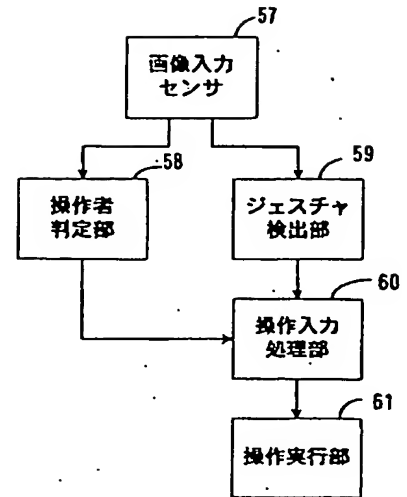 57
画像入力
センサ
58
操作者
判定部
59
ジェスチャ
検出部
60
操作入力
処理部
61
操作実行部